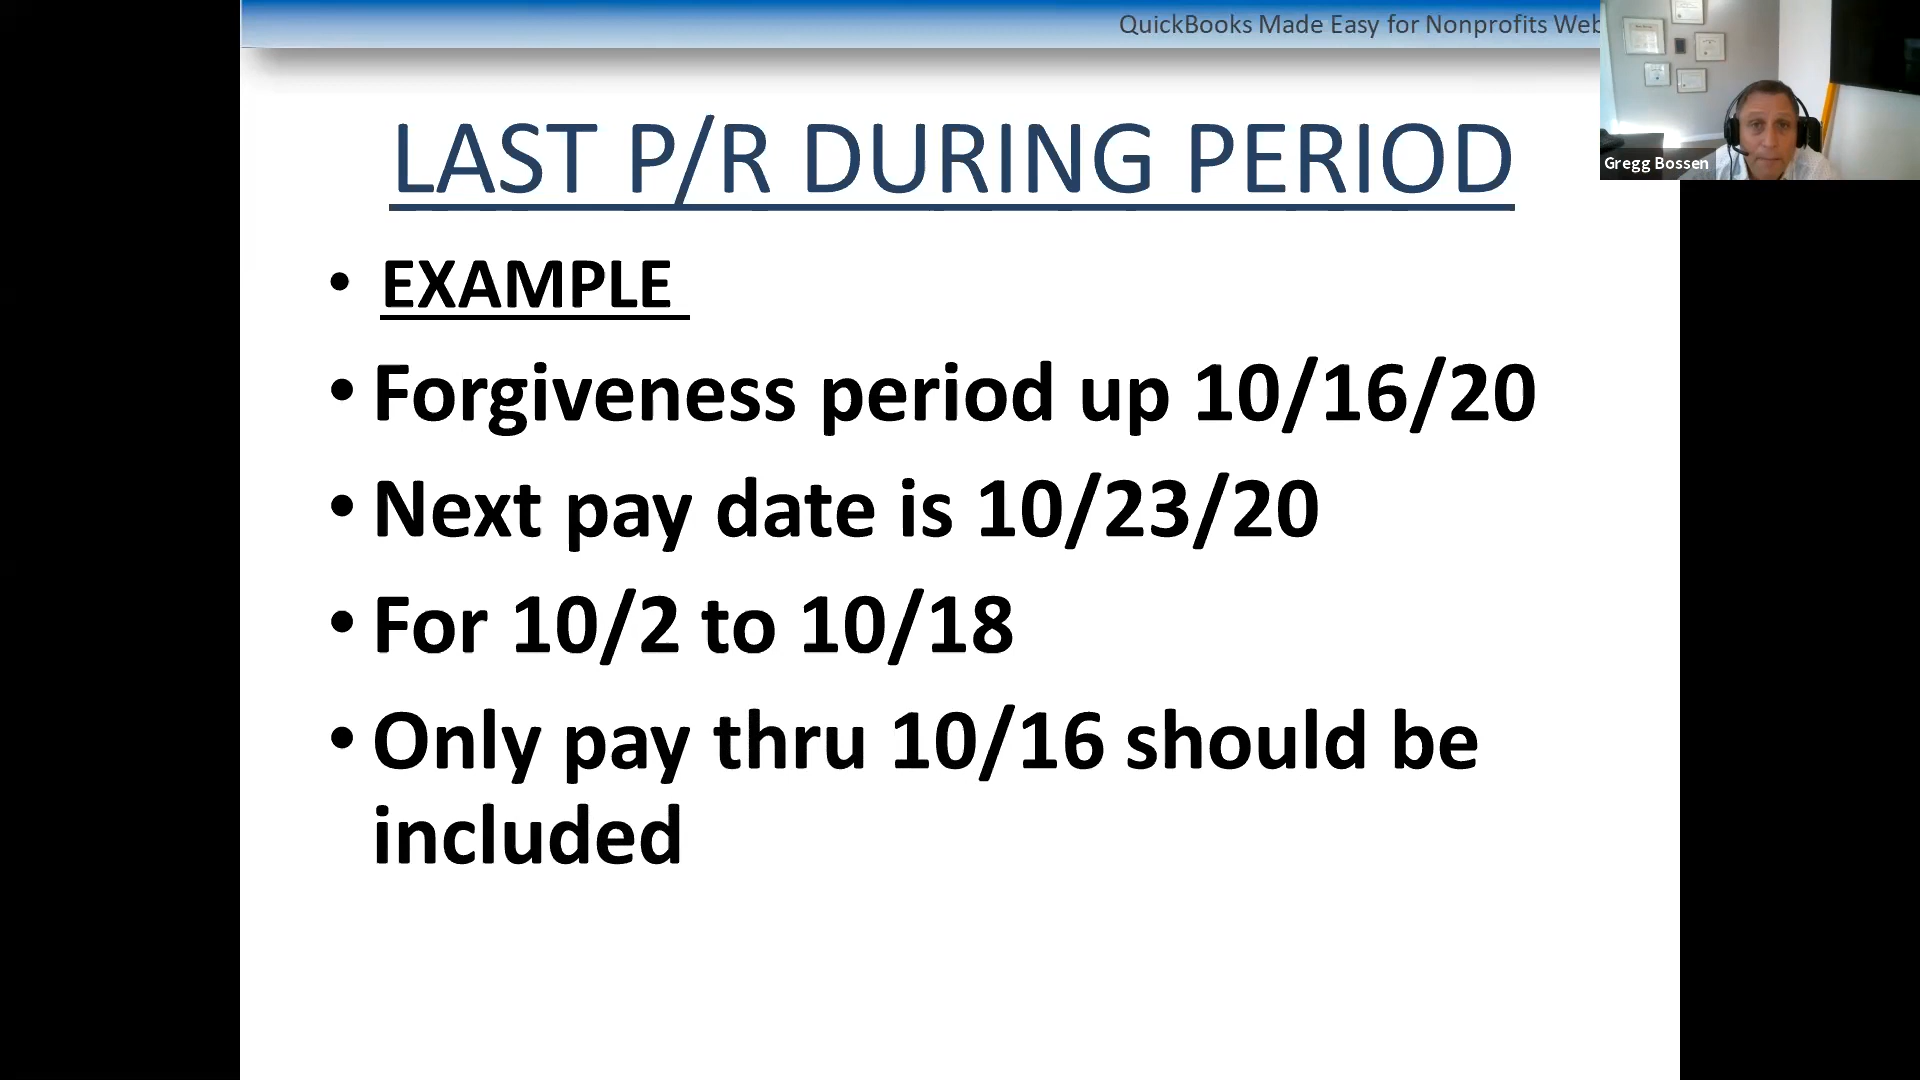 QuickBooks Made Easy for Nonprofits
Gregg Bossen
LAST P/R DURING PERIOD
• EXAMPLE
• Forgiveness period up 10/16/20
• Next pay date is 10/23/20
• For 10/2 to 10/18
• Only pay thru 10/16 should be
included